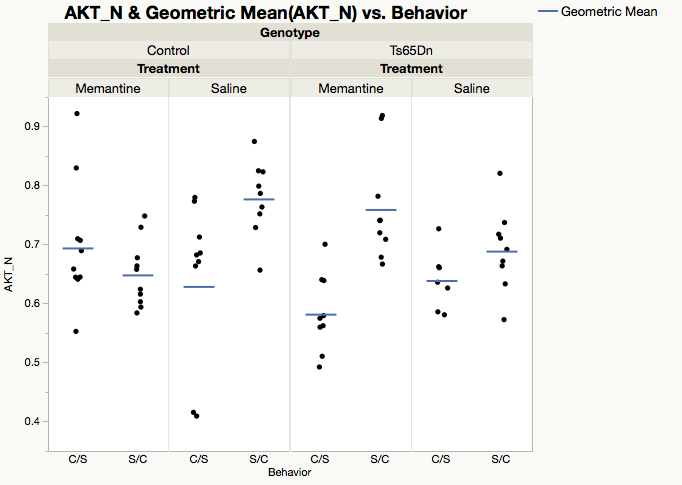 AKT_N & Geometric Mean(AKT_N) vs. Behavior
Geometric Mean
Genotype
Control Ts65Dn
Treatment Treatment
Memantine Saline Memantine Saline
0.9
0.8
0.7
0.6
0.5
0.4
AKT_N
C/S S/C C/S S/C C/S S/C C/S S/C
Behavior